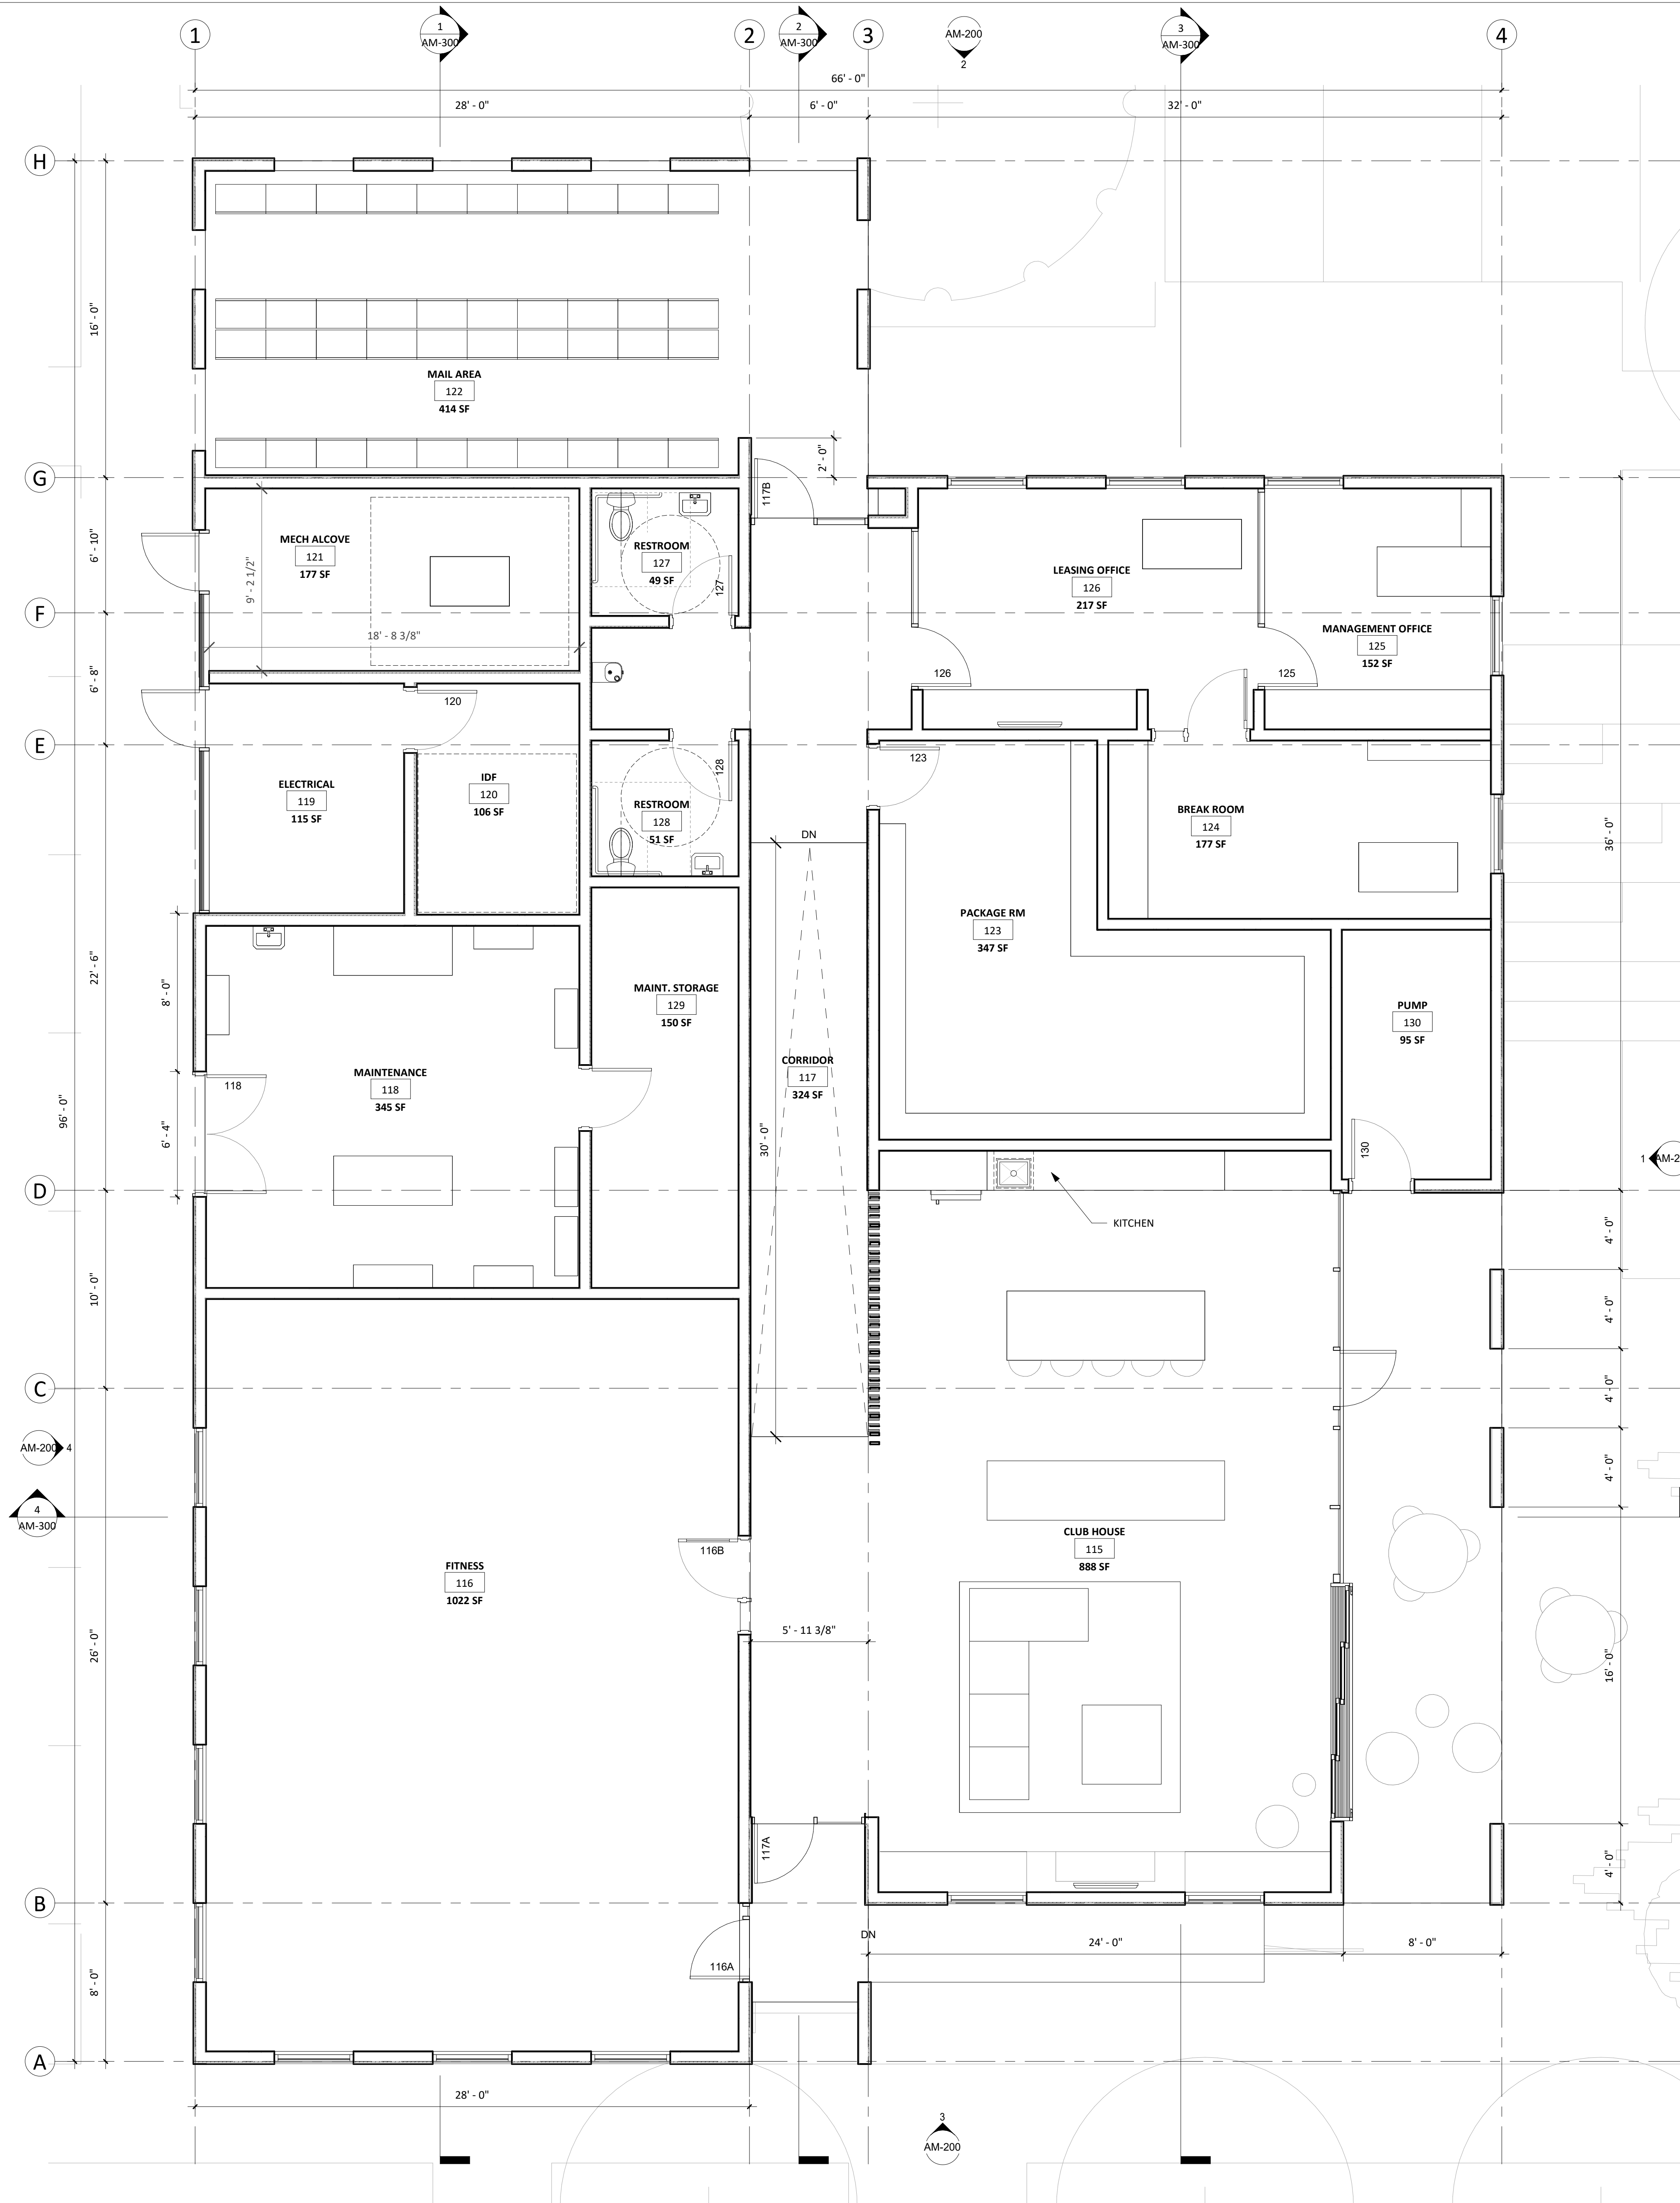 1
AM-300
2
AM-300
AM-200
2
3
AM-300
1
2
3
4
66' - 0"
28' - 0"
6' - 0"
32' - 0"
H
16' - 0"
MAIL AREA
122
414 SF
2' - 0"
G
117B
6' - 10"
MECH ALCOVE
121
177 SF
9' - 2 1/2"
18' - 8 3/8"
RESTROOM
127
49 SF
127
LEASING OFFICE
126
217 SF
MANAGEMENT OFFICE
125
152 SF
F
6' - 8"
120
126
125
E
123
ELECTRICAL
119
115 SF
IDF
120
106 SF
128
RESTROOM
128
51 SF
DN
BREAK ROOM
124
177 SF
36' - 0"
PACKAGE RM
123
347 SF
22' - 6"
8' - 0"
MAINT. STORAGE
129
150 SF
PUMP
130
95 SF
CORRIDOR
117
324 SF
MAINTENANCE
118
345 SF
118
96' - 0"
6' - 4"
30' - 0"
130
1
AM-2
D
KITCHEN
4' - 0"
10' - 0"
4' - 0"
C
4' - 0"
AM-200
4
4' - 0"
4
AM-300
CLUB HOUSE
115
888 SF
116B
FITNESS
116
1022 SF
5' - 11 3/8"
26' - 0"
16' - 0"
117A
4' - 0"
B
DN
24' - 0"
8' - 0"
116A
8' - 0"
A
28' - 0"
3
AM-200